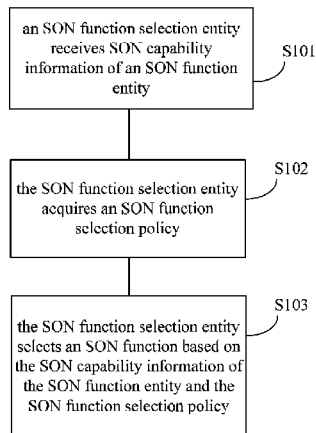 an SON function selection entity
receives SON capability
information of an SON function
entity
S101
the SON function selection entity
acquires an SON function
selection policy
S102
the SON function selection entity
selects an SON function based on
the SON capability information of
the SON function entity and the
SON function selection policy
S103